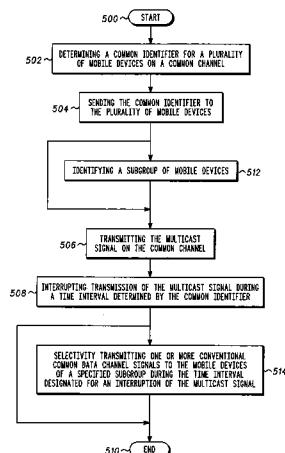 500
START
502
DETERMINING A COMMON IDENTIFIER FOR A PLURALITY
OF MOBILE DEVICES ON A COMMON CHANNEL
504
SENDING THE COMMON IDENTIFIER TO
THE PLURALITY OF MOBILE DEVICES
IDENTIFYING A SUBGROUP OF MOBILE DEVICES
512
506
TRANSMITTING THE MULTICAST
SIGNAL ON THE COMMON CHANNEL
508
INTERRUPTING TRANSMISSION OF THE MULTICAST SIGNAL DURING
A TIME INTERVAL DETERMINED BY THE COMMON IDENTIFIER
SELECTIVITY TRANSMITTING ONE OR MORE CONVENTIONAL
COMMON DATA CHANNEL SIGNALS TO THE MOBILE DEVICES
OF A SPECIFIED SUBGROUP DURING THE TIME INTERVAL
DESIGNATED FOR AN INTERRUPTION OF THE MULTICAST SIGNAL
514
510
END